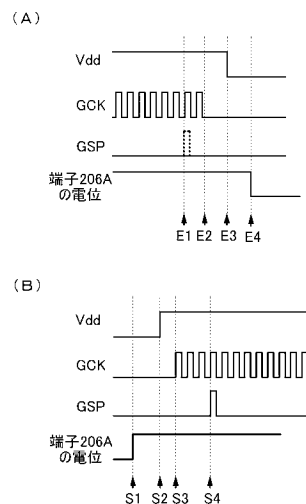 (A)
Vdd
GCK
GSP
端子206A
の電位
E1 E2 E3 E4
(B)
Vdd
GCK
GSP
端子206A
の電位
S1 S2 S3 S4